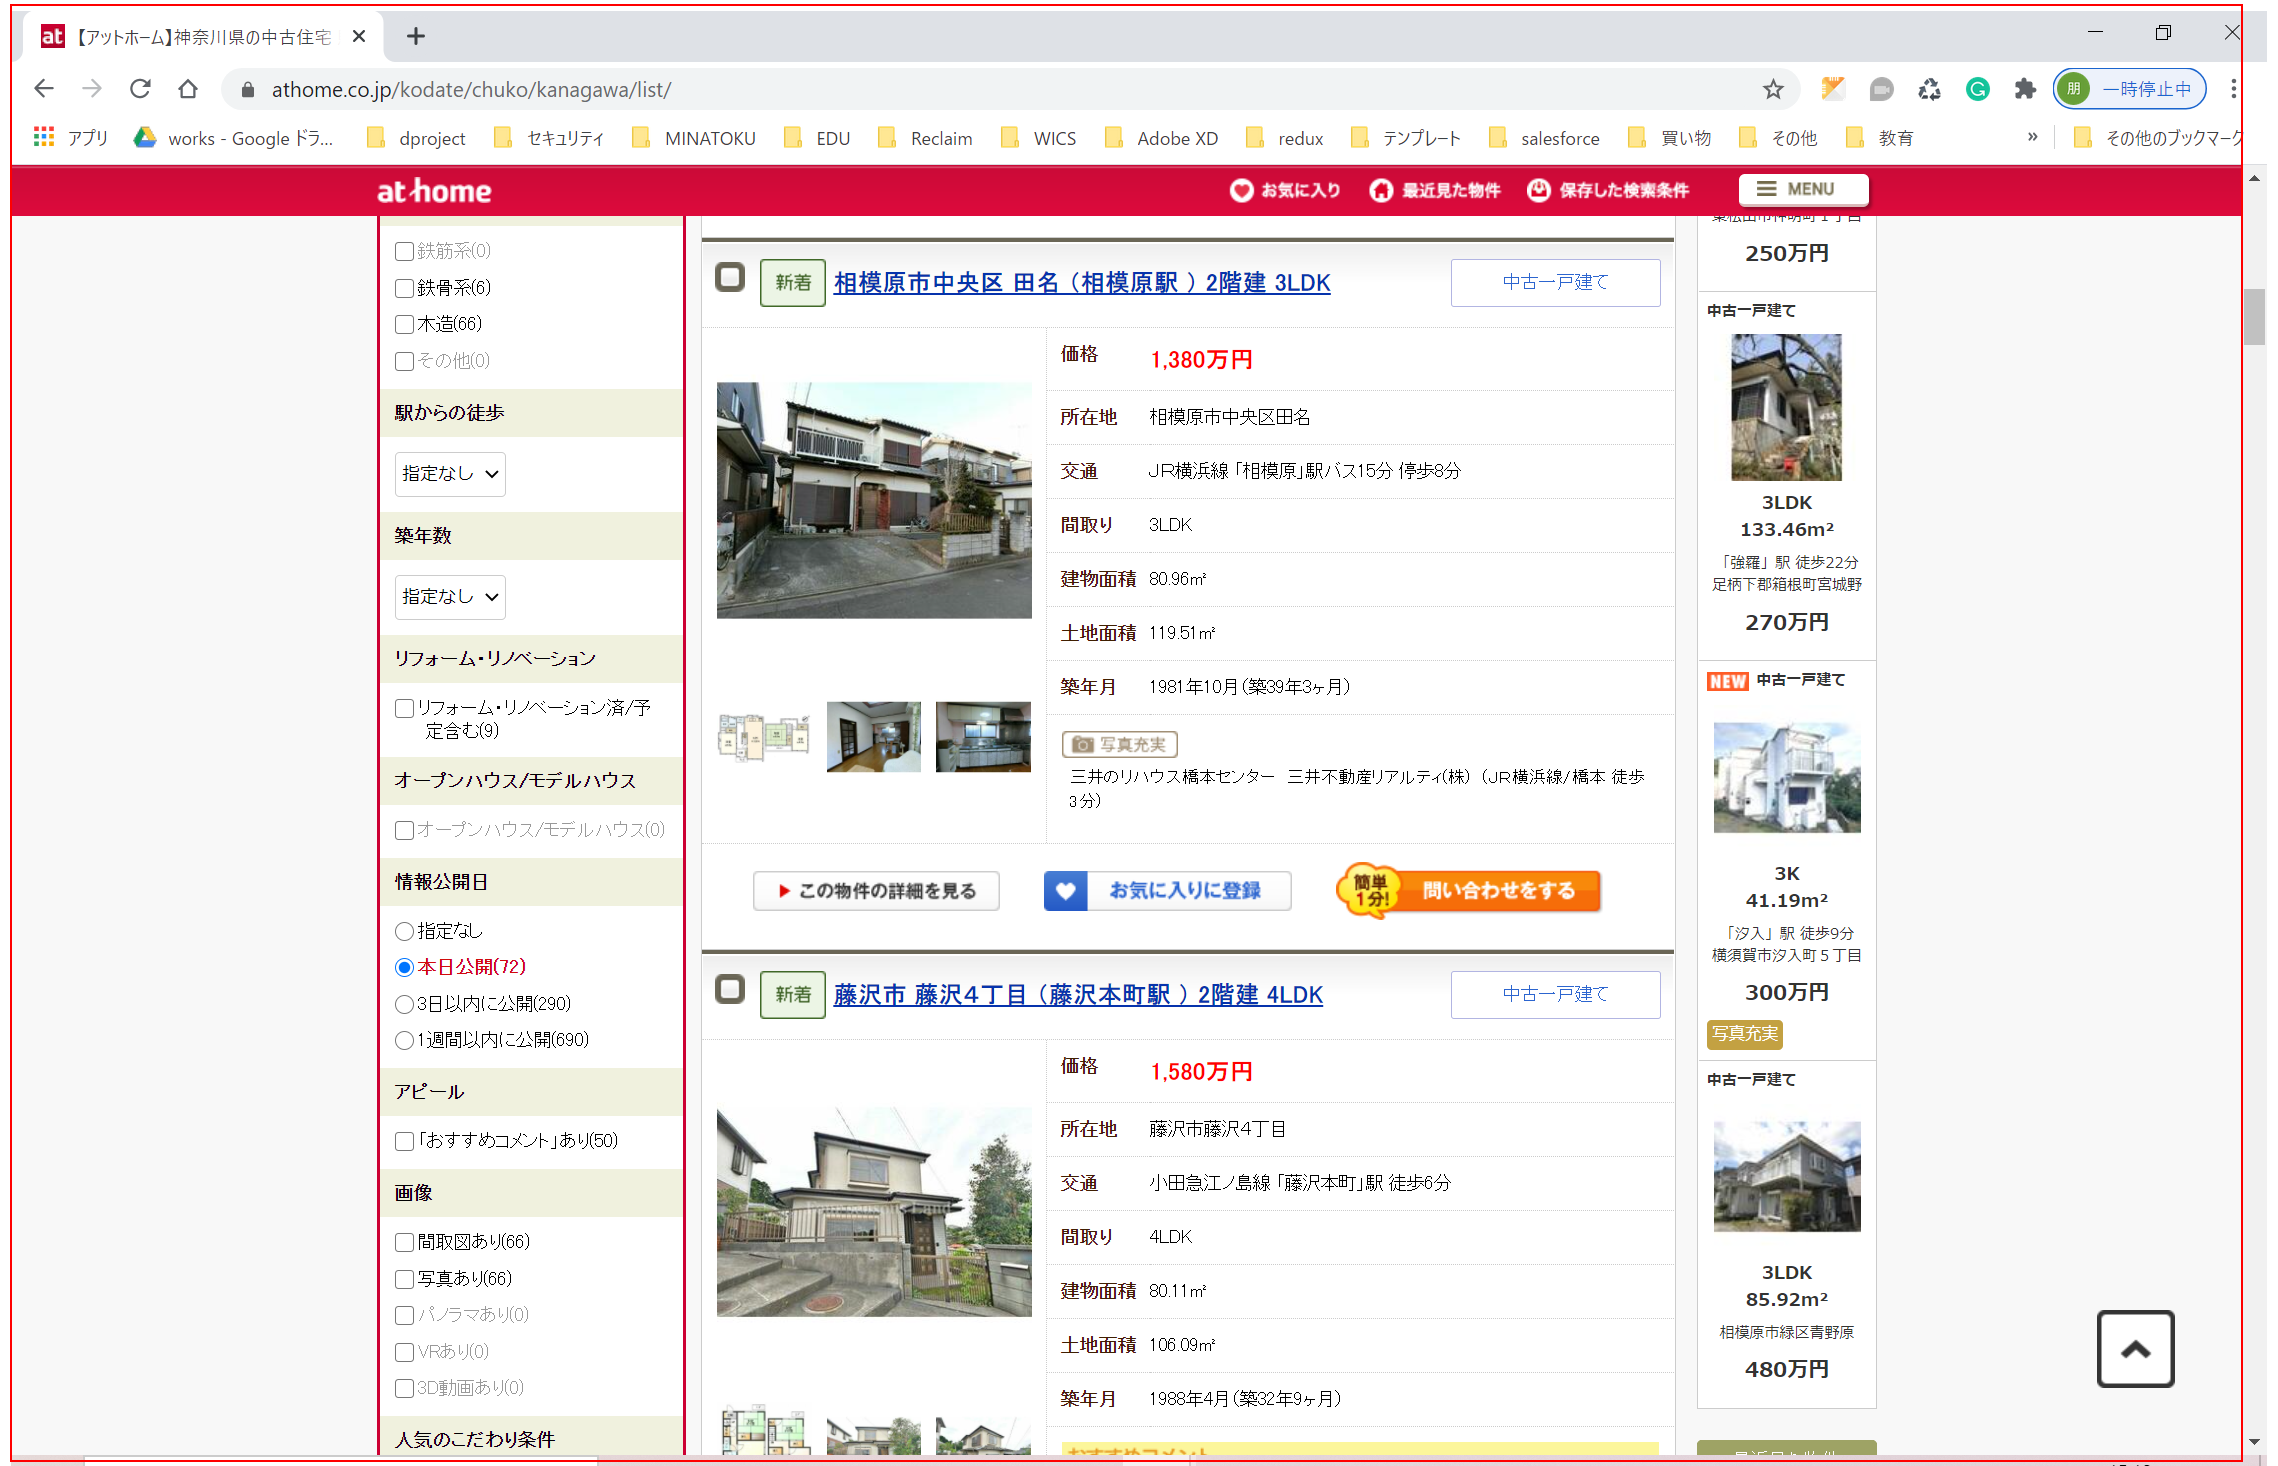 at 【アットホーム】神奈川県の中古住宅
athome.co.jp/kodate/chuko/kanagawa/list/
朋 一時停止中
アプリ works - Google ドラ... dproject セキュリティ MINATOKU EDU Reclaim WICS Adobe XD redux テンプレート salesforce 買い物 その他 教育 » その他のブックマーク
at home お気に入り 最近見た物件 保存した検索条件 MENU
鉄筋系(0)
鉄骨系(6)
木造(66)
その他(0)
駅からの徒歩
指定なし
築年数
指定なし
リフォーム・リノベーション
リフォーム・リノベーション済/予
定含む(9)
オープンハウス/モデルハウス
オープンハウス/モデルハウス(0)
情報公開日
指定なし
本日公開(72)
3日以内に公開(290)
1週間以内に公開(690)
アピール
「おすすめコメント」あり(50)
画像
間取図あり(66)
写真あり(66)
パノラマあり(0)
VRあり(0)
3D動画あり(0)
人気のこだわり条件
新着 相模原市中央区 田名 ( 相模原駅 ) 2階建 3LDK 中古一戸建て
価格 1,380万円
所在地 相模原市中央区田名
交通 JR横浜線 「相模原」駅バス15分 停歩8分
間取り 3LDK
建物面積 80.96㎡
土地面積 119.51㎡
築年月 1981年10月（築39年3ヶ月）
写真充実
三井のリハウス橋本センター 三井不動産リアルティ(株) （JR横浜線/橋本 徒歩
3分）
この物件の詳細を見る お気に入りに登録 簡単1分! 問い合わせをする
新着 藤沢市 藤沢4丁目 ( 藤沢本町駅 ) 2階建 4LDK 中古一戸建て
価格 1,580万円
所在地 藤沢市藤沢4丁目
交通 小田急江ノ島線 「藤沢本町」駅 徒歩6分
間取り 4LDK
建物面積 80.11㎡
土地面積 106.09㎡
築年月 1988年4月（築32年9ヶ月）
おすすめコメント
250万円
中古一戸建て
3LDK
133.46m²
「強羅」駅 徒歩22分
足柄下郡箱根町宮城野
270万円
NEW 中古一戸建て
3K
41.19m²
「汐入」駅 徒歩9分
横須賀市汐入町５丁目
300万円
写真充実
中古一戸建て
3LDK
85.92m²
相模原市緑区青野原
480万円